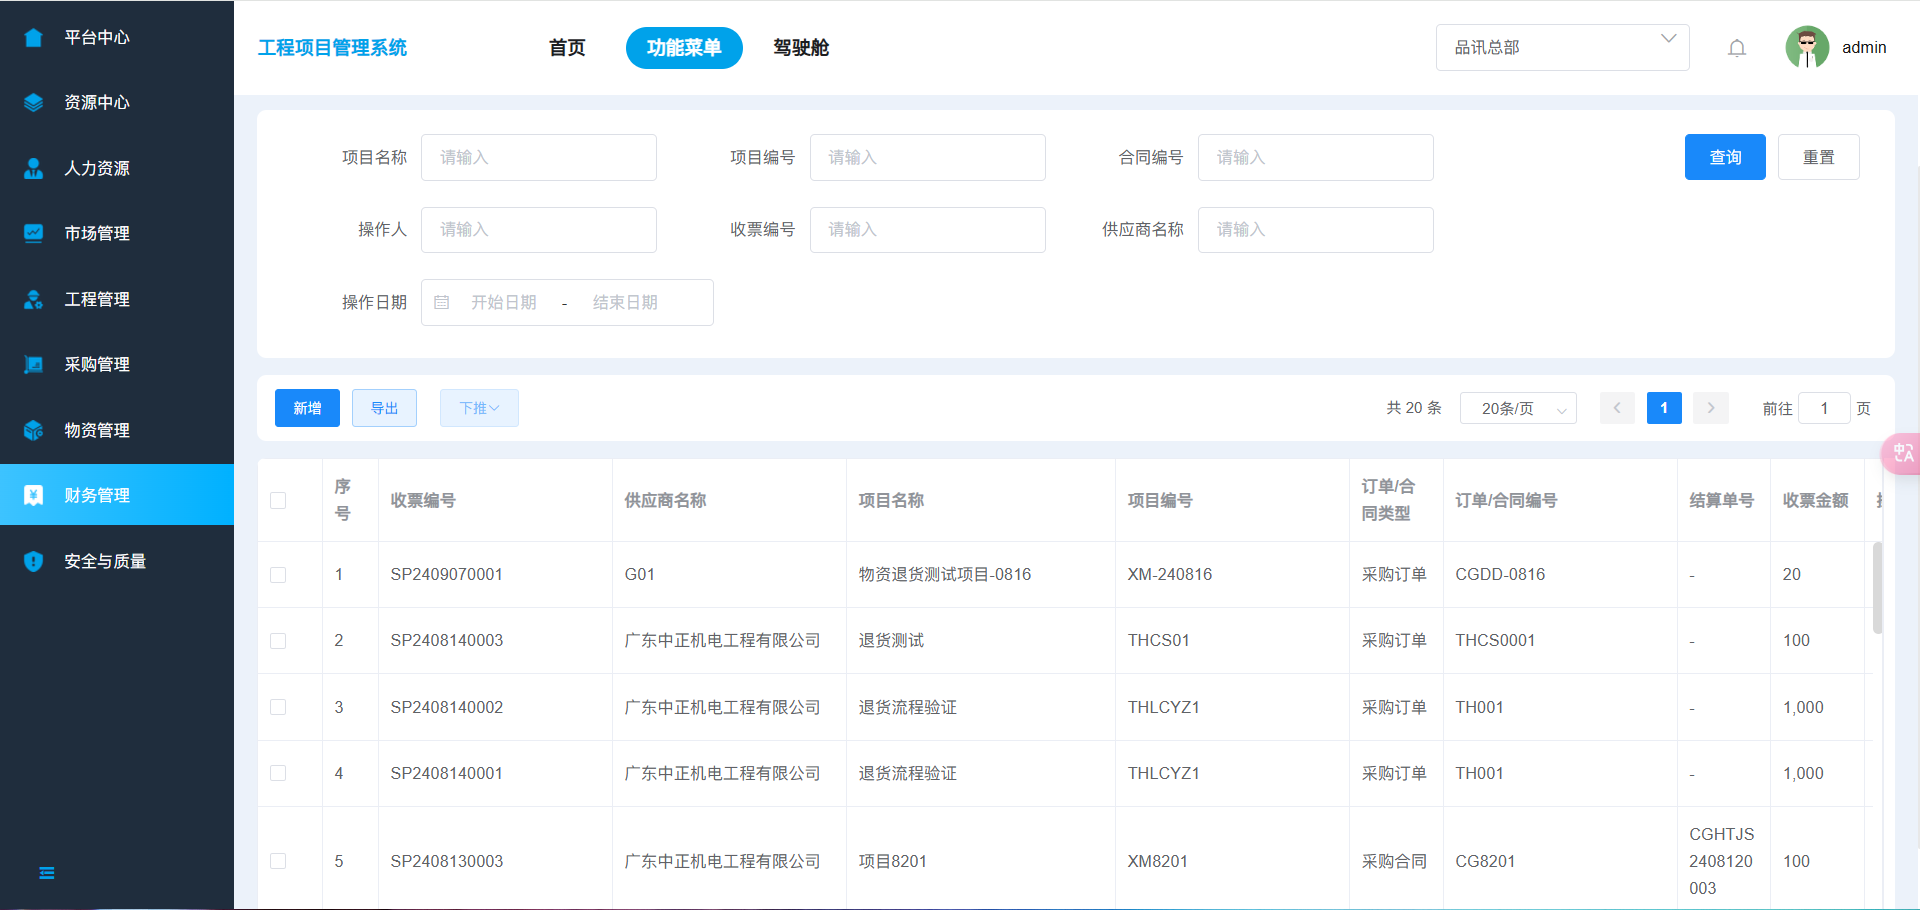 平台中心
资源中心
人力资源
市场管理
工程管理
采购管理
物资管理
财务管理
安全与质量
工程项目管理系统 首页 功能菜单 驾驶舱 品讯总部 admin
项目名称 请输入 项目编号 请输入 合同编号 请输入 查询 重置
操作人 请输入 收票编号 请输入 供应商名称 请输入
操作日期 开始日期 - 结束日期
新增 导出 下推 共 20 条 20条/页 1 前往 1 页
序号 收票编号 供应商名称 项目名称 项目编号 订单/合同类型 订单/合同编号 结算单号 收票金额
1 SP2409070001 G01 物资退货测试项目-0816 XM-240816 采购订单 CGDD-0816 - 20
2 SP2408140003 广东中正机电工程有限公司 退货测试 THCS01 采购订单 THCS0001 - 100
3 SP2408140002 广东中正机电工程有限公司 退货流程验证 THLCYZ1 采购订单 TH001 - 1,000
4 SP2408140001 广东中正机电工程有限公司 退货流程验证 THLCYZ1 采购订单 TH001 - 1,000
5 SP2408130003 广东中正机电工程有限公司 项目8201 XM8201 采购合同 CG8201 CGHTJS2408120003 100